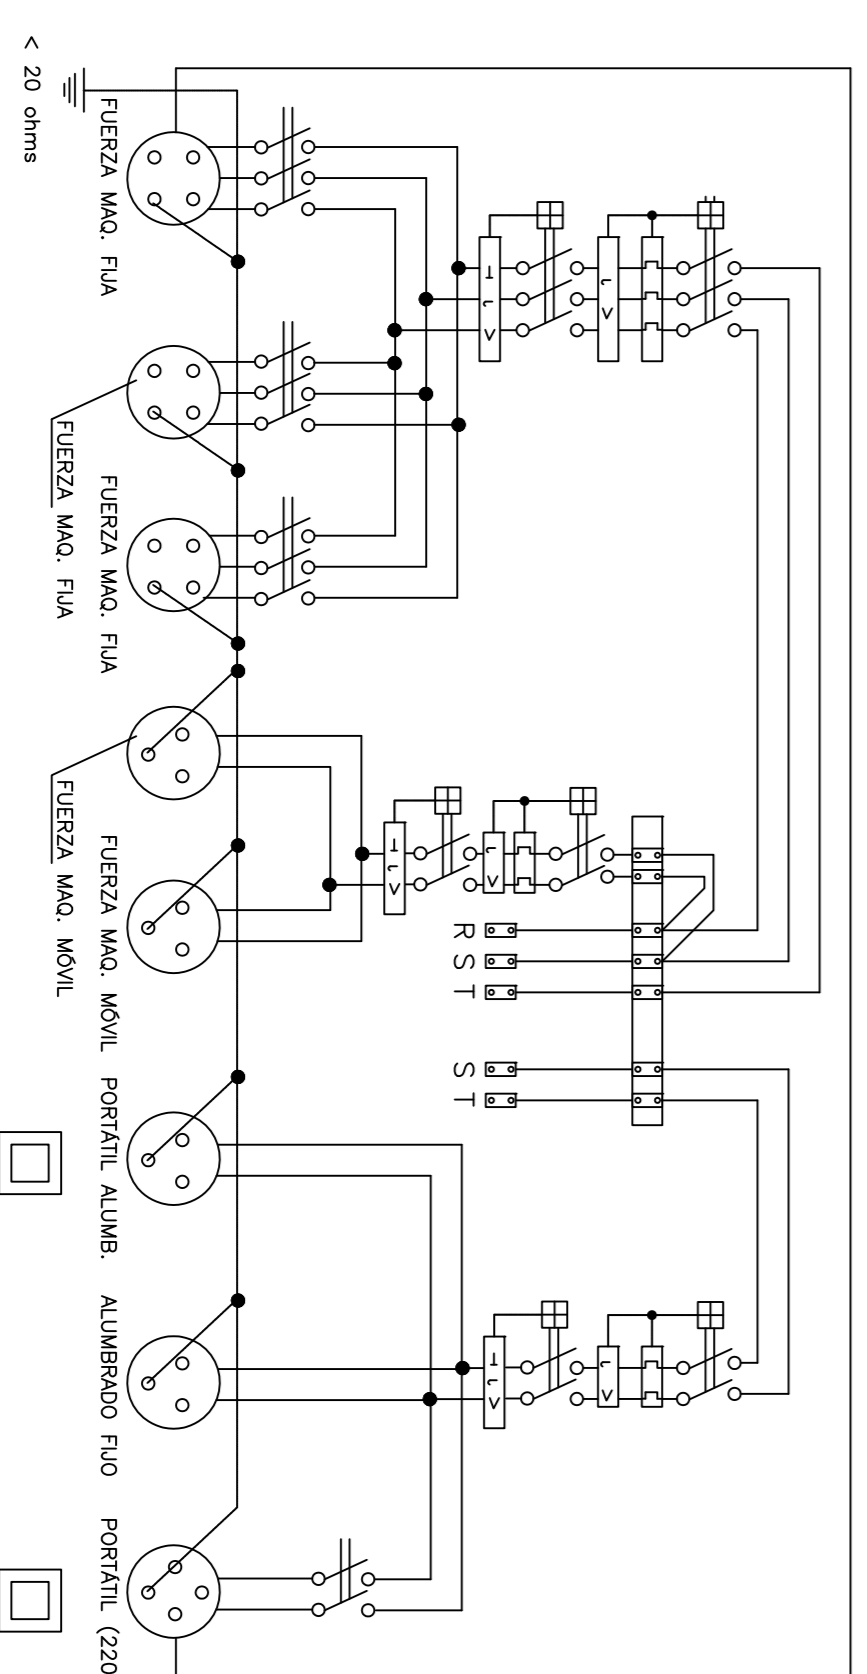 < 20 ohms
FUERZA MAQ. FIJA
FUERZA MAQ. FIJA
FUERZA MAQ. FIJA
FUERZA MAQ. MÓVIL
FUERZA MAQ. MÓVIL
PORTÁTIL ALUMB.
ALUMBRADO FIJO
PORTÁTIL (220
R
S
T
S
T